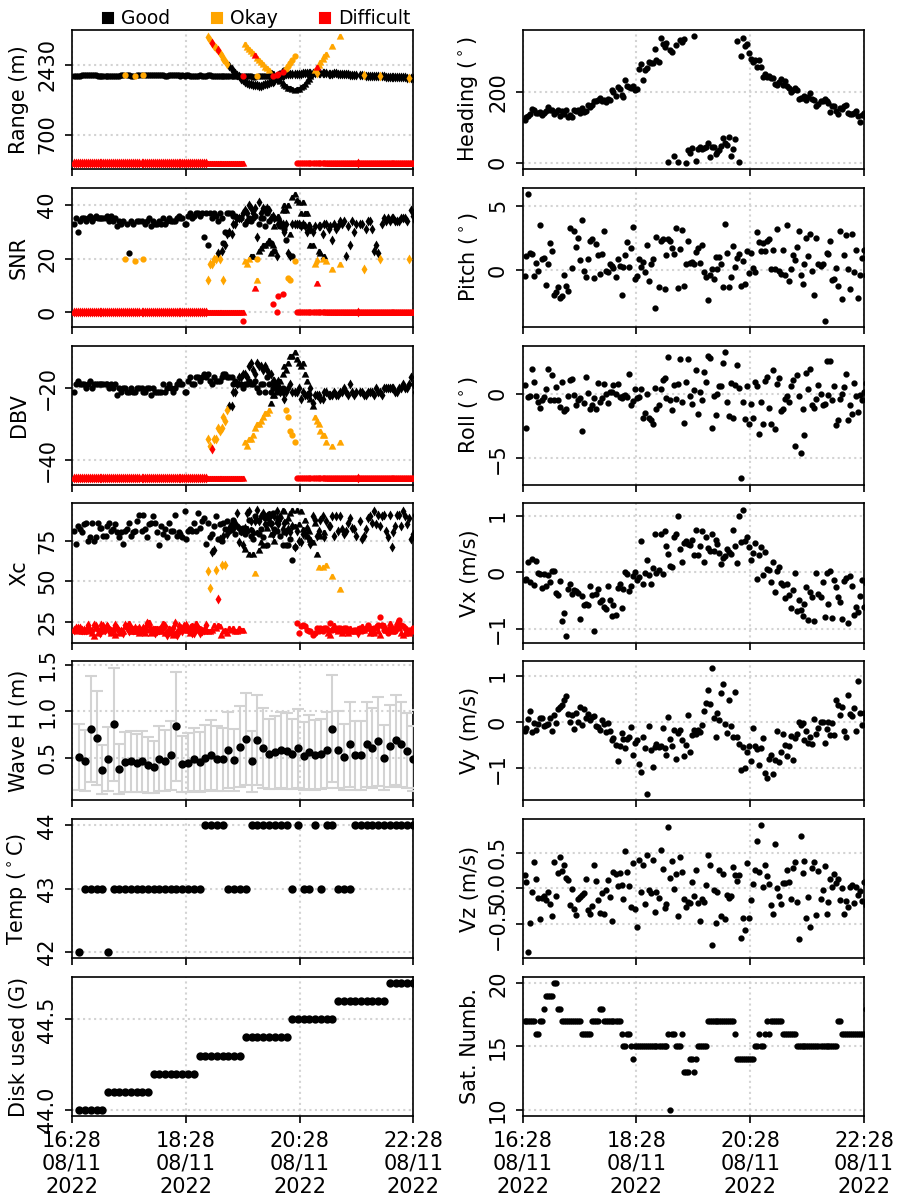 Good Okay Difficult
Range (m)
2430
700
Heading (°)
200
0
SNR
40
20
0
Pitch (°)
5
0
DBV
−20
−40
Roll (°)
0
−5
Xc
75
50
25
Vx (m/s)
1
0
−1
Wave H (m)
1.5
1.0
0.5
Vy (m/s)
1
0
−1
Temp (°C)
44
43
42
Vz (m/s)
0.5
0.0
−0.5
Disk used (G)
44.5
44.0
Sat. Numb.
20
15
10
16:28 18:28 20:28 22:28
08/11 08/11 08/11 08/11
2022 2022 2022 2022
16:28 18:28 20:28 22:28
08/11 08/11 08/11 08/11
2022 2022 2022 2022